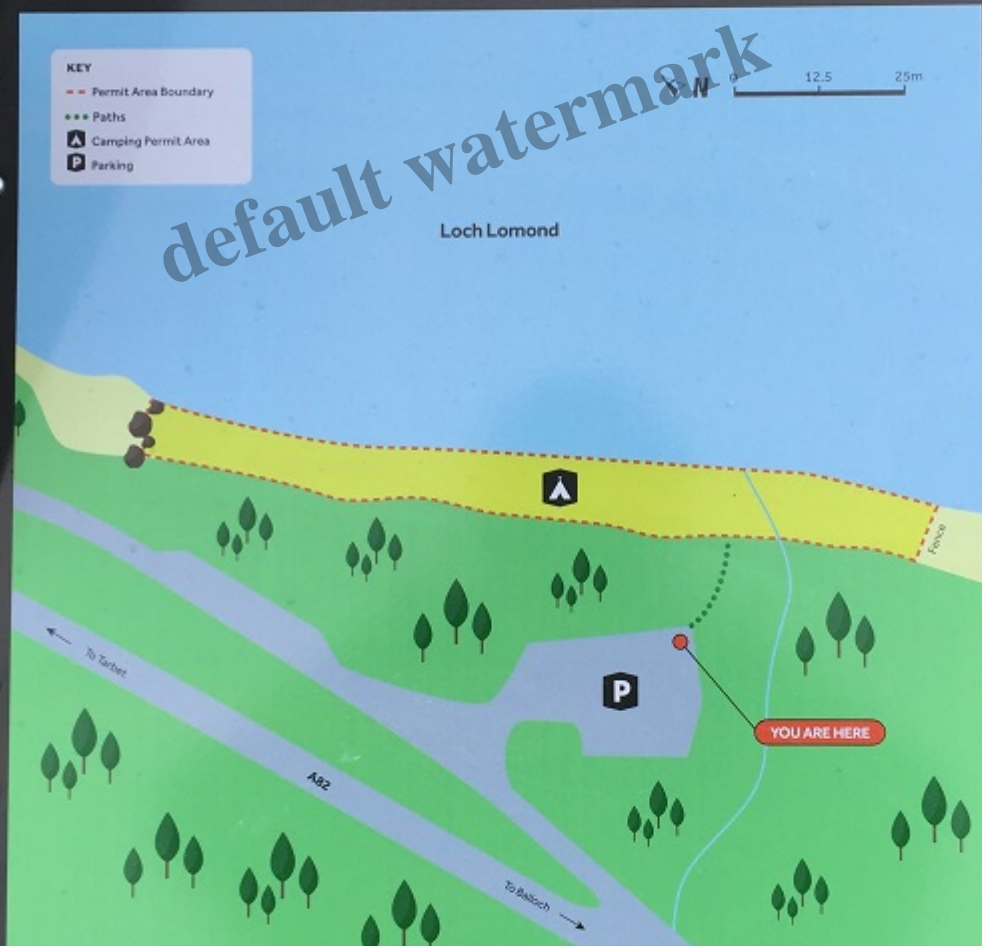 KEY
Permit Area Boundary
Paths
Camping Permit Area
P Parking
N
0 12.5 25m
default watermark
Loch Lomond
Fence
To Tarbet
P
YOU ARE HERE
A82
To Balloch